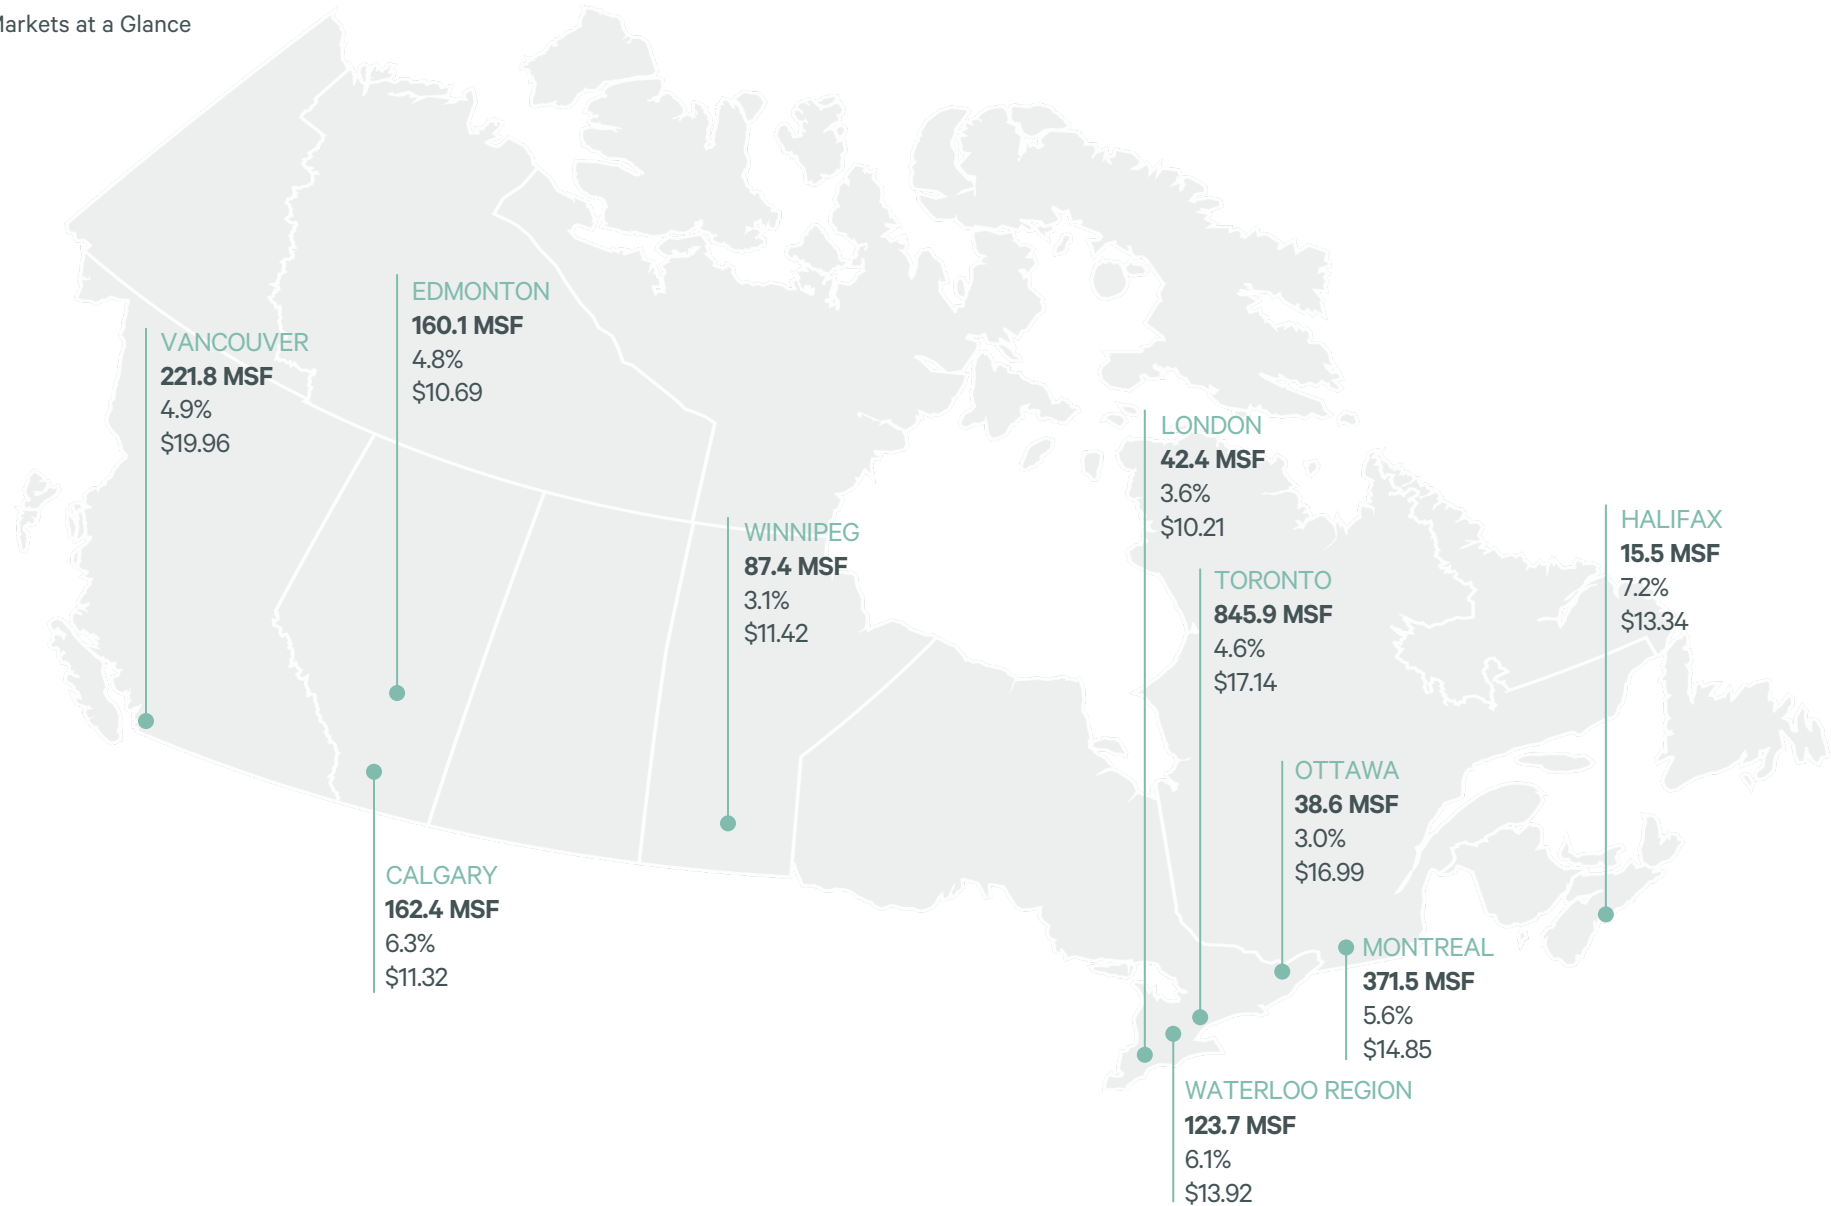 Markets at a Glance
EDMONTON
160.1 MSF
4.8%
$10.69
VANCOUVER
221.8 MSF
4.9%
$19.96
LONDON
42.4 MSF
3.6%
$10.21
HALIFAX
15.5 MSF
7.2%
$13.34
WINNIPEG
87.4 MSF
3.1%
$11.42
TORONTO
845.9 MSF
4.6%
$17.14
OTTAWA
38.6 MSF
3.0%
$16.99
CALGARY
162.4 MSF
6.3%
$11.32
MONTREAL
371.5 MSF
5.6%
$14.85
WATERLOO REGION
123.7 MSF
6.1%
$13.92